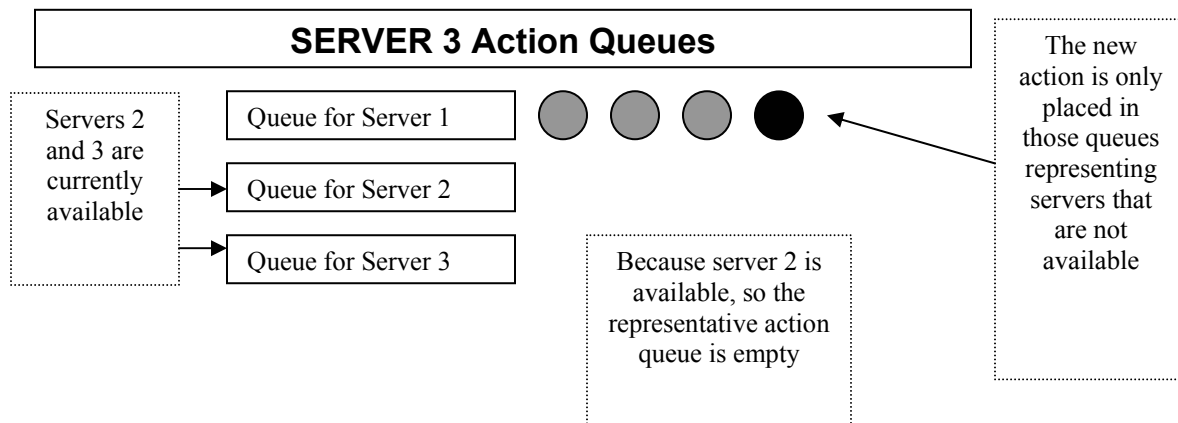 SERVER 3 Action Queues
Servers 2
and 3 are
currently
available
Queue for Server 1
Queue for Server 2
Queue for Server 3
Because server 2 is
available, so the
representative action
queue is empty
The new
action is only
placed in
those queues
representing
servers that
are not
available